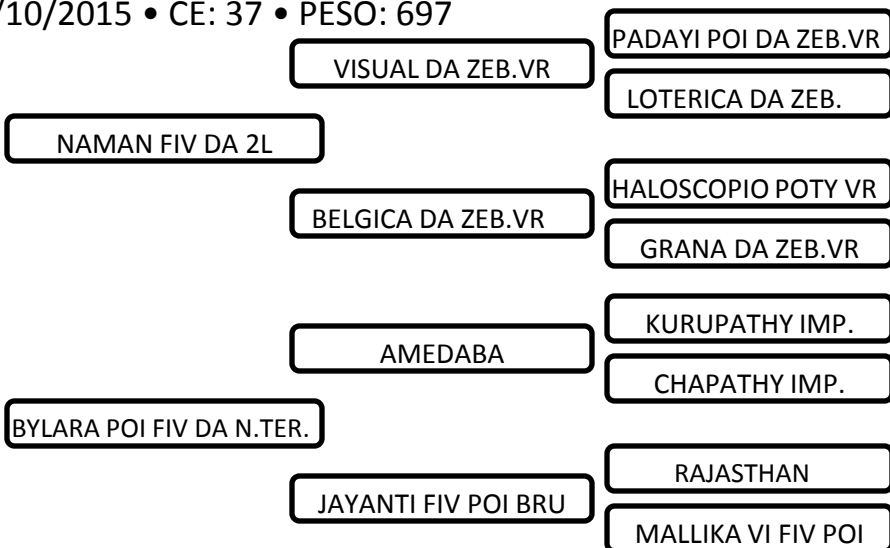 /10/2015 • CE: 37 • PESO: 697
PADAYI POI DA ZEB.VR
VISUAL DA ZEB.VR
LOTERICA DA ZEB.
NAMAN FIV DA 2L
HALOSCOPIO POTY VR
BELGICA DA ZEB.VR
GRANA DA ZEB.VR
KURUPATHY IMP.
AMEDABA
CHAPATHY IMP.
BYLARA POI FIV DA N.TER.
RAJASTHAN
JAYANTI FIV POI BRU
MALLIKA VI FIV POI